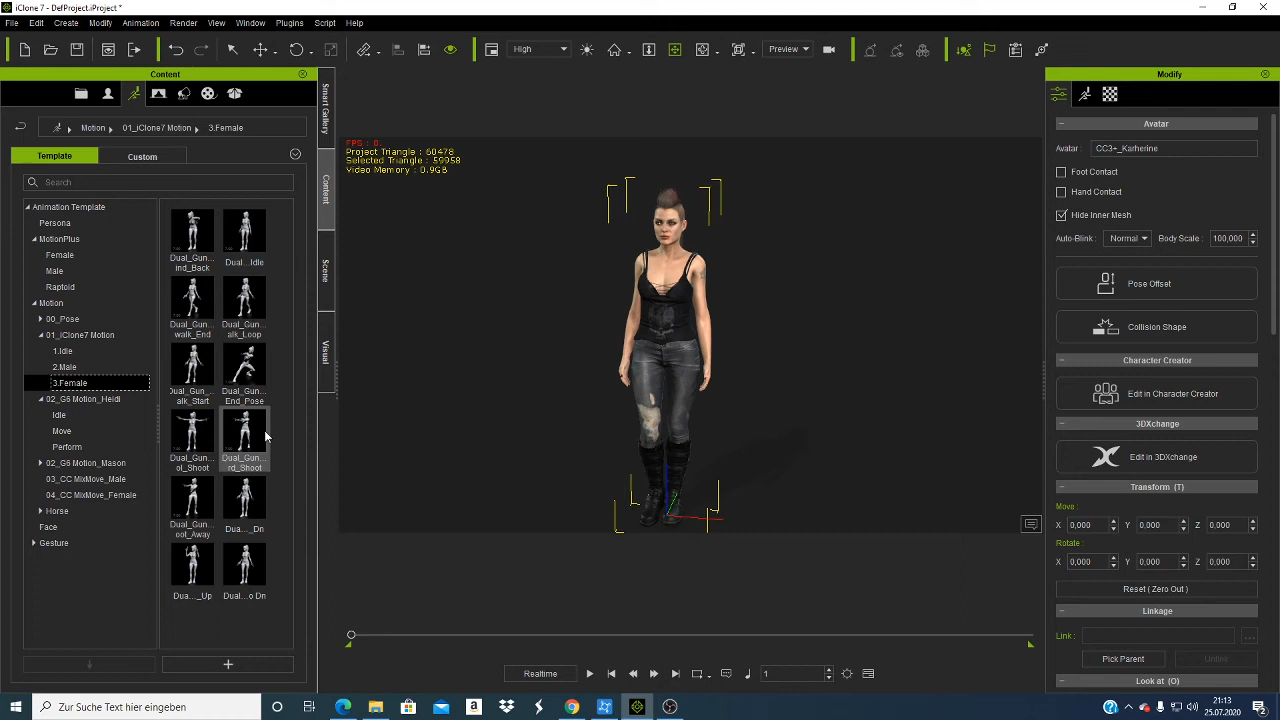 iClone 7 - DefProject.iProject *
File Edit Create Modify Animation Render View Window Plugins Script Help
High Preview
Content
Motion 01_iClone7 Motion 3.Female
Template Custom
Search
Animation Template
Persona
MotionPlus
Female
Male
Raptoid
Motion
00_Pose
01_iClone7 Motion
1.Idle
2.Male
3.Female
02_G6 Motion_Heidi
Idle
Move
Perform
02_G6 Motion_Mason
03_CC MixMove_Male
04_CC MixMove_Female
Horse
Face
Gesture
Dual_Gun...
ind_Back
Dual...Idle
Dual_Gun...
walk_End
Dual_Gun...
alk_Loop
Dual_Gun_...
alk_Start
Dual_Gun...
End_Pose
Dual_Gun...
ol_Shoot
Dual_Gun...
rd_Shoot
Dual_Gun...
oot_Away
Dua..._Dn
Dua..._Up
Dual...o Dn
Smart Gallery
Content
Scene
Visual
FPS : 0.
Project Triangle : 60478
Selected Triangle : 59958
Video Memory : 0.9GB
Realtime 1
Modify
Avatar
Avatar: CC3+_Karherine
Foot Contact
Hand Contact
Hide Inner Mesh
Auto-Blink: Normal Body Scale : 100,000
Pose Offset
Collision Shape
Character Creator
Edit in Character Creator
3DXchange
Edit in 3DXchange
Transform (T)
Move:
X 0,000 Y 0,000 Z 0,000
Rotate:
X 0,000 Y 0,000 Z 0,000
Reset ( Zero Out )
Linkage
Link : ...
Pick Parent Unlink
Look at (O)
Zur Suche Text hier eingeben
21:13
25.07.2020
2